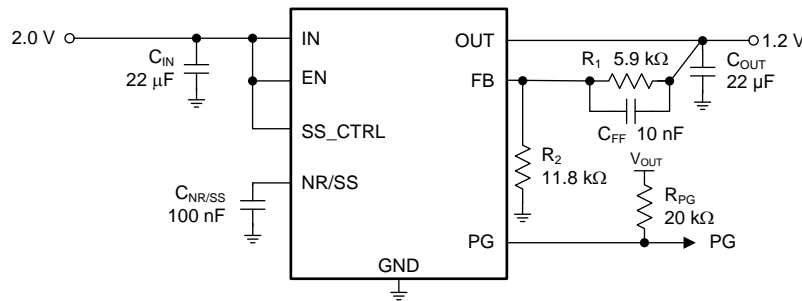 2.0 V
C_IN
22 μF
IN
EN
SS_CTRL
C_NR/SS
100 nF
NR/SS
GND
OUT
FB
PG
R_1 5.9 kΩ
C_FF 10 nF
1.2 V
C_OUT
22 μF
R_2
11.8 kΩ
V_OUT
R_PG
20 kΩ
PG